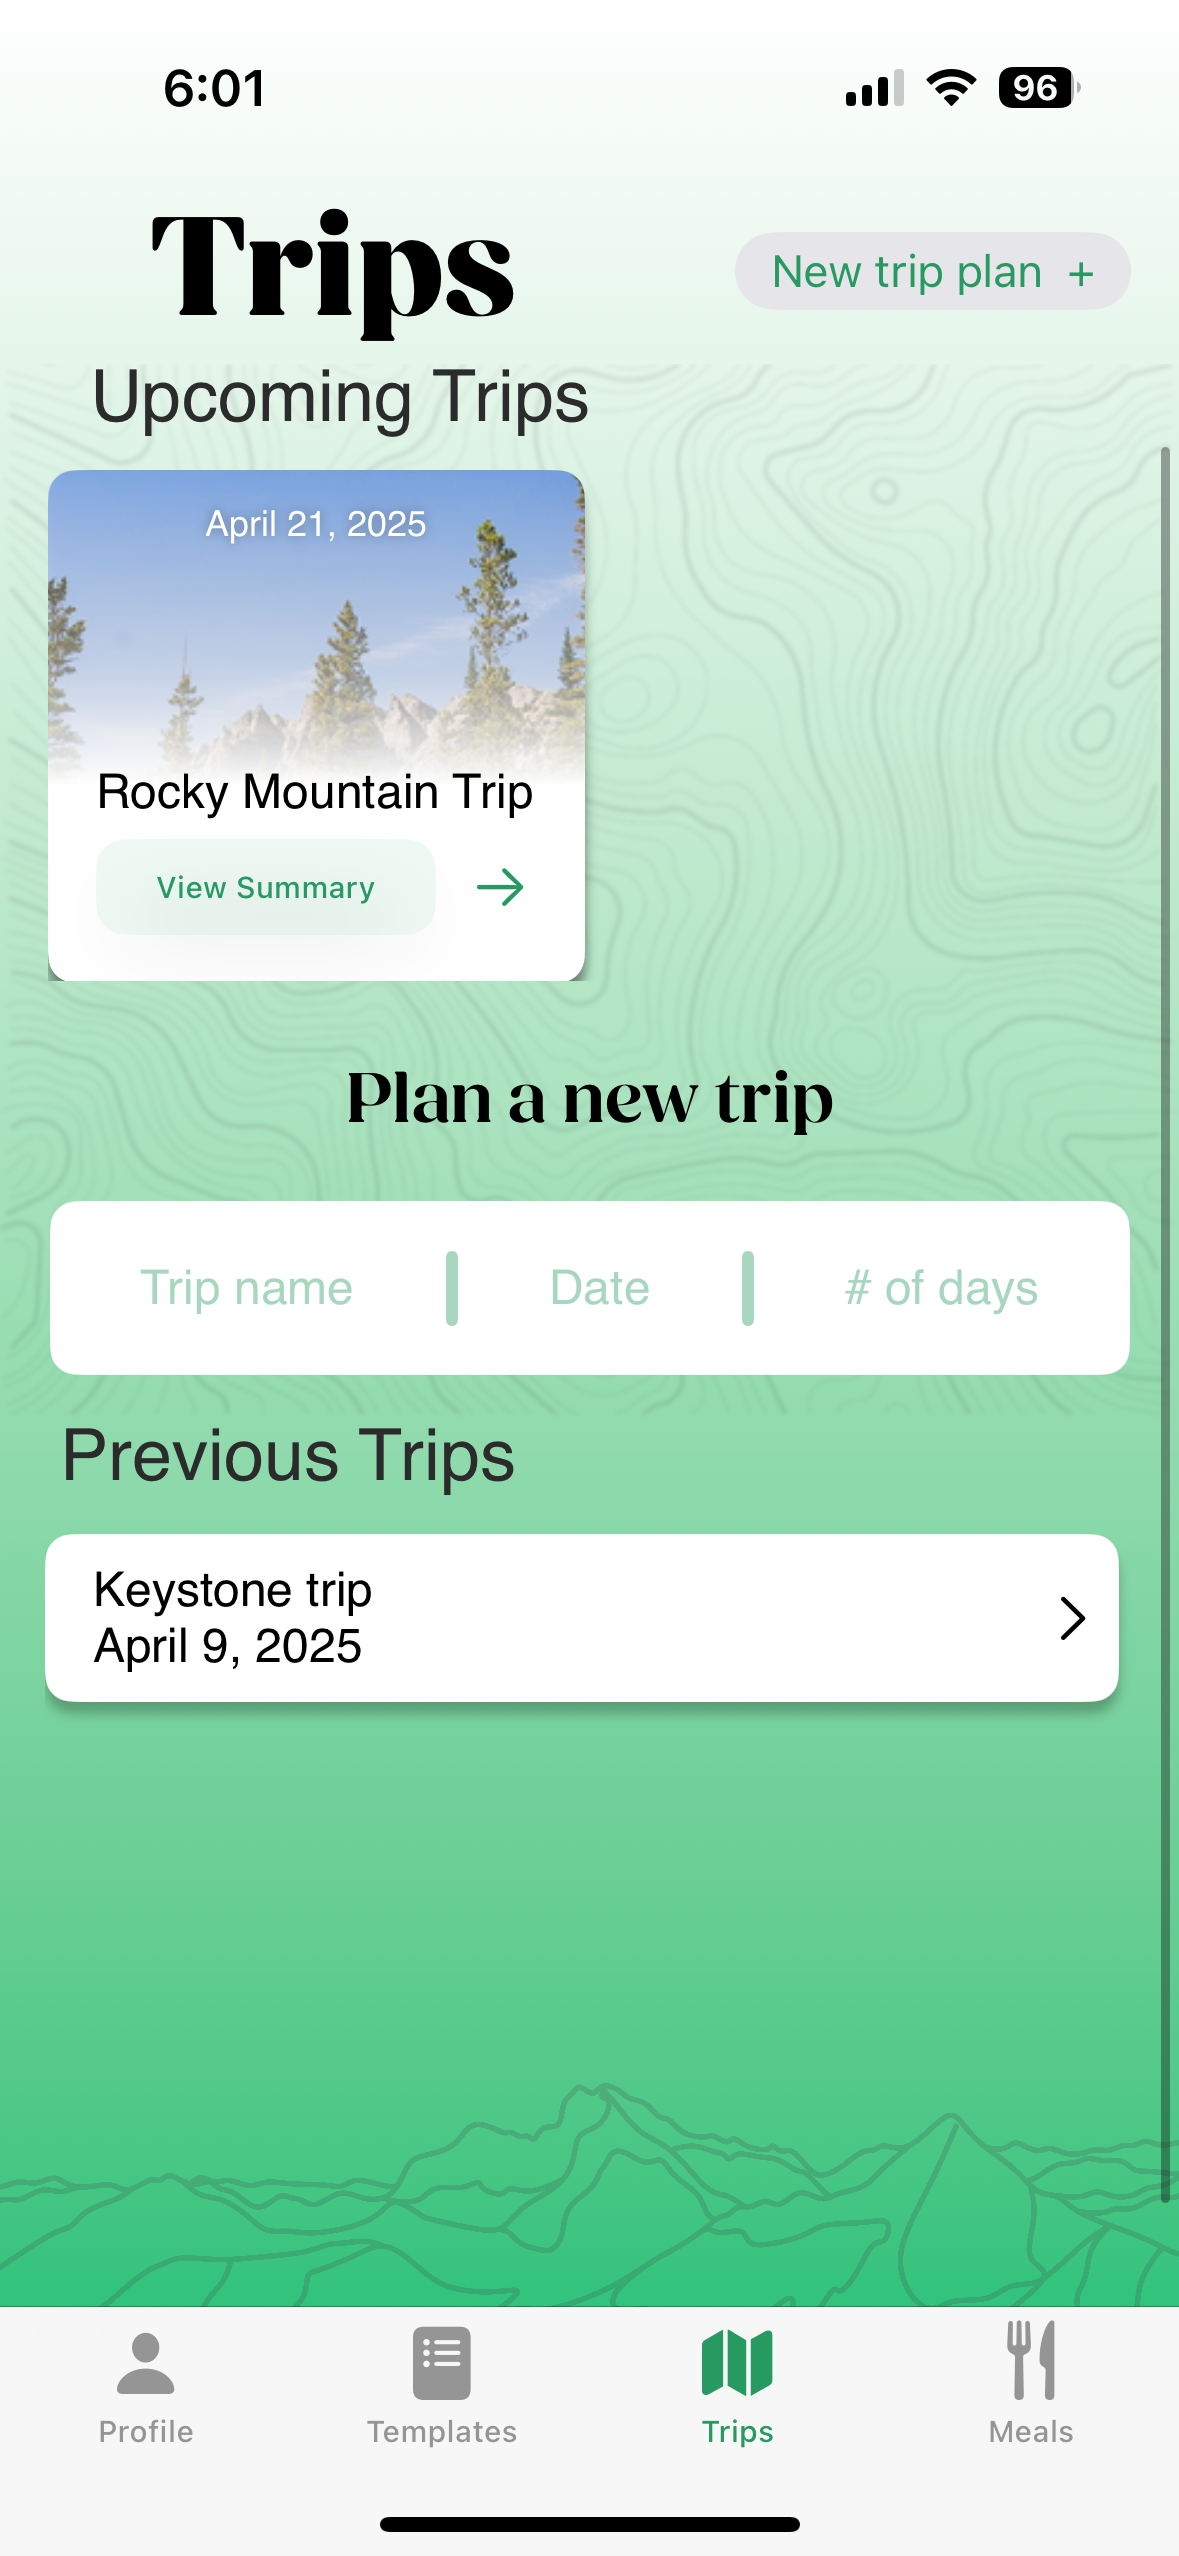 6:01
96
Trips
New trip plan +
Upcoming Trips
April 21, 2025
Rocky Mountain Trip
View Summary
Plan a new trip
Trip name
Date
# of days
Previous Trips
Keystone trip
April 9, 2025
Profile
Templates
Trips
Meals